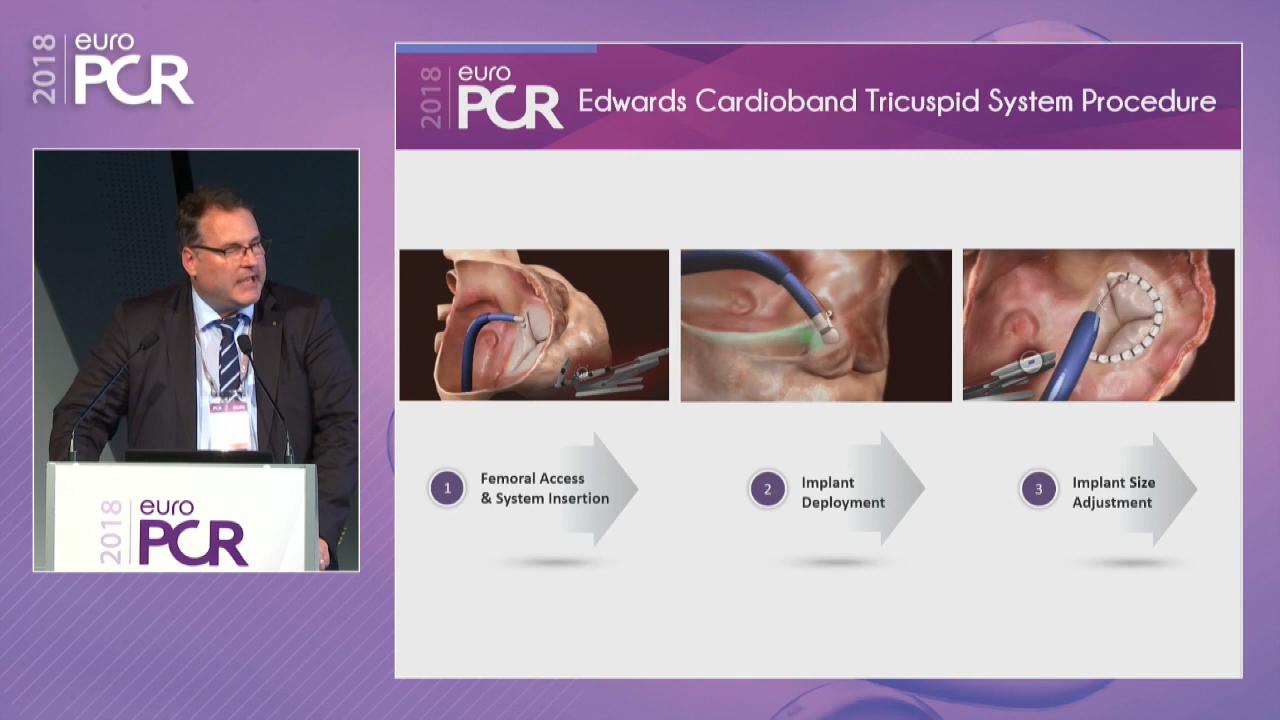 2018
euro
PCR
2018
euro
PCR
Edwards Cardioband Tricuspid System Procedure
1
Femoral Access
& System Insertion
2
Implant
Deployment
3
Implant Size
Adjustment
2018
euro
PCR